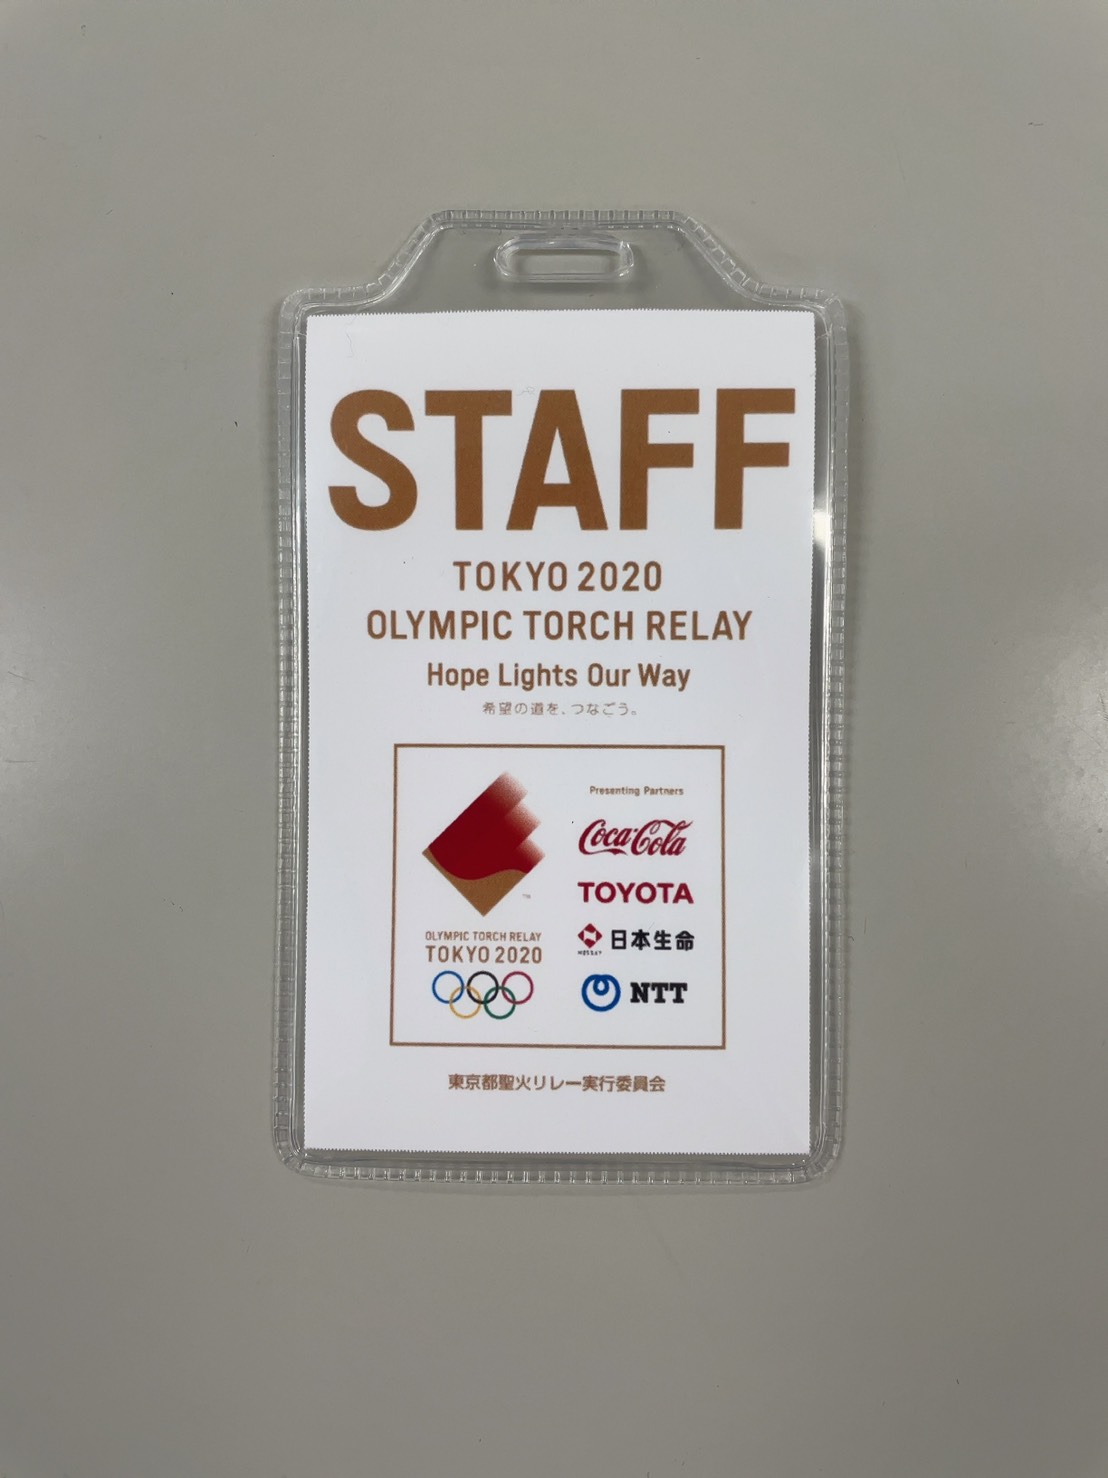 STAFF
TOKYO 2020
OLYMPIC TORCH RELAY
Hope Lights Our Way
希望の道を、つなごう。
Presenting Partners
Coca-Cola
TOYOTA
NISSAY
日本生命
NTT
TM
OLYMPIC TORCH RELAY
TOKYO 2020
東京都聖火リレー実行委員会